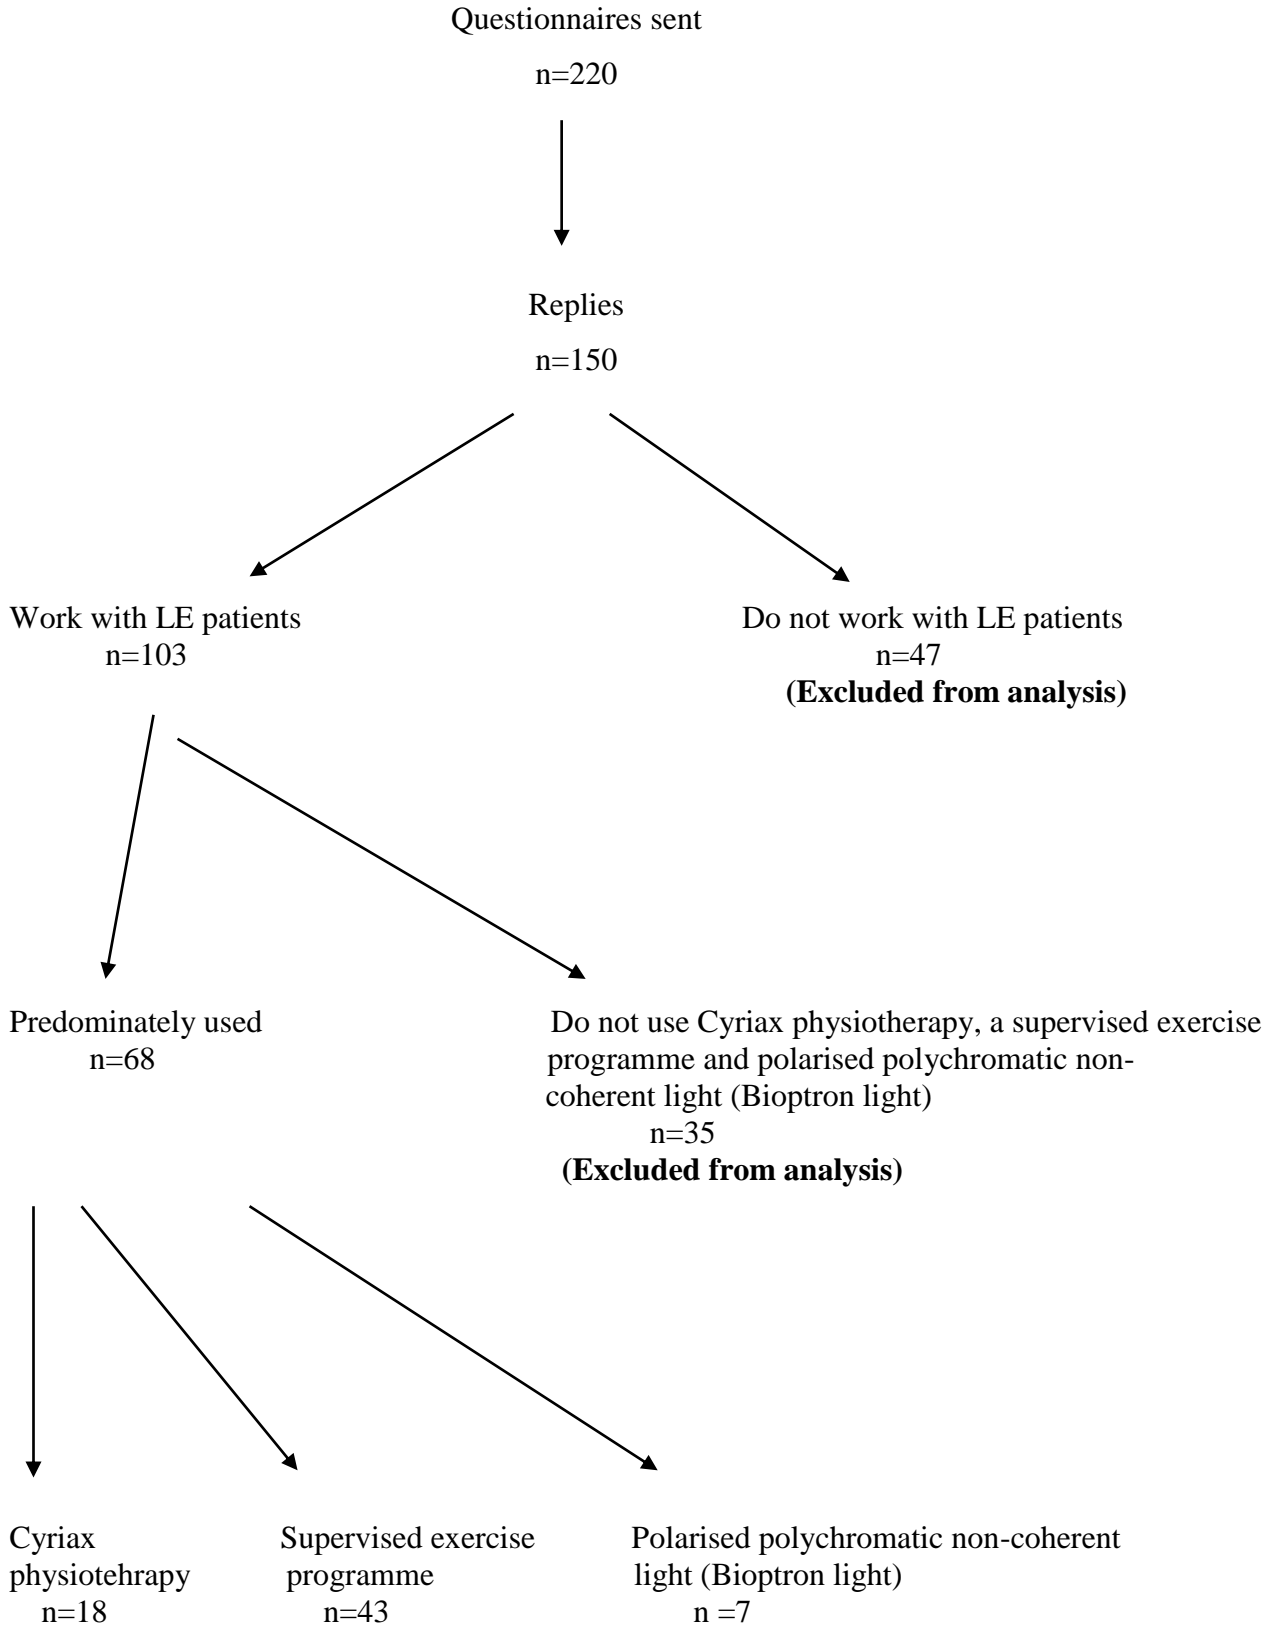 Questionnaires sent
n=220
Replies
n=150
Work with LE patients
n=103
Do not work with LE patients
n=47
(Excluded from analysis)
Predominately used
n=68
Do not use Cyriax physiotherapy, a supervised exercise
programme and polarised polychromatic non-
coherent light (Bioptron light)
n=35
(Excluded from analysis)
Cyriax
physiotehrapy
n=18
Supervised exercise
programme
n=43
Polarised polychromatic non-coherent
light (Bioptron light)
n =7